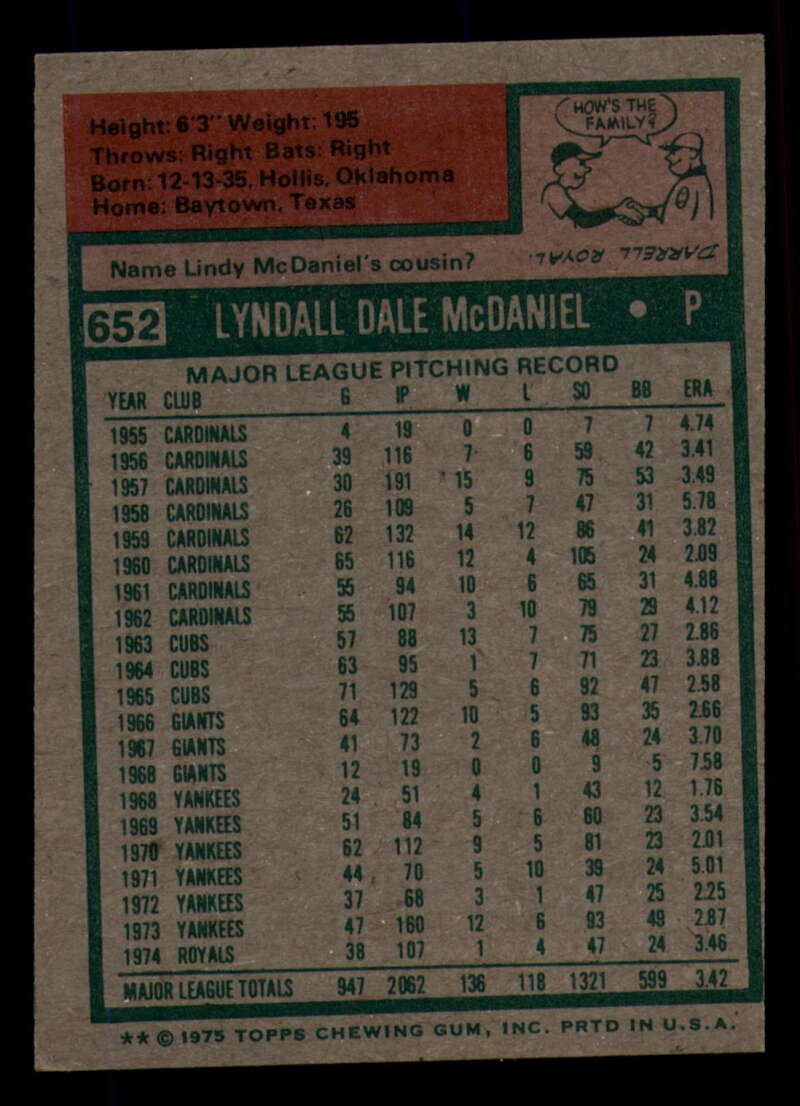 Height: 6'3" Weight: 195
Throws: Right Bats: Right
Born: 12-13-35, Hollis, Oklahoma
Home: Baytown, Texas
HOW'S THE
FAMILY?
Name Lindy McDaniel's cousin?
DARRELL ROYAL.
652 LYNDALL DALE McDANIEL • P
MAJOR LEAGUE PITCHING RECORD
YEAR CLUB G IP W L SO BB ERA
1955 CARDINALS 4 19 0 0 7 7 4.74
1956 CARDINALS 39 116 7 6 59 42 3.41
1957 CARDINALS 30 191 15 9 75 53 3.49
1958 CARDINALS 26 109 5 7 47 31 5.78
1959 CARDINALS 62 132 14 12 86 41 3.82
1960 CARDINALS 65 116 12 4 105 24 2.09
1961 CARDINALS 55 94 10 6 65 31 4.88
1962 CARDINALS 55 107 3 10 79 29 4.12
1963 CUBS 57 88 13 7 75 27 2.86
1964 CUBS 63 95 1 7 71 23 3.88
1965 CUBS 71 129 5 6 92 47 2.58
1966 GIANTS 64 122 10 5 93 35 2.66
1967 GIANTS 41 73 2 6 48 24 3.70
1968 GIANTS 12 19 0 0 9 5 7.58
1968 YANKEES 24 51 4 1 43 12 1.76
1969 YANKEES 51 84 5 6 60 23 3.54
1970 YANKEES 62 112 9 5 81 23 2.01
1971 YANKEES 44 70 5 10 39 24 5.01
1972 YANKEES 37 68 3 1 47 25 2.25
1973 YANKEES 47 160 12 6 93 49 2.87
1974 ROYALS 38 107 1 4 47 24 3.46
MAJOR LEAGUE TOTALS 947 2062 136 118 1321 599 3.42
** © 1975 TOPPS CHEWING GUM, INC. PRTD IN U.S.A.